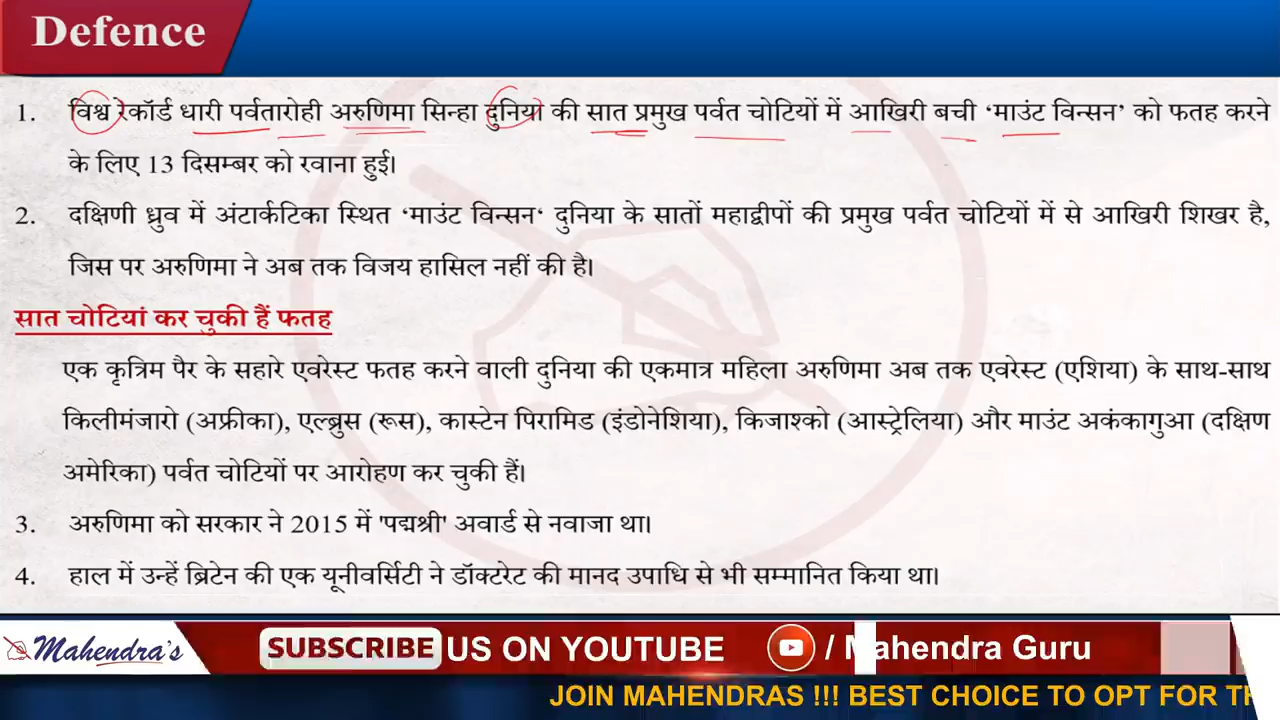 Defence
1. विश्व रेकॉर्ड धारी पर्वतारोही अरुणिमा सिन्हा दुनिया की सात प्रमुख पर्वत चोटियों में आखिरी बची ‘माउंट विन्सन’ को फतह करने
के लिए 13 दिसम्बर को रवाना हुई।
2. दक्षिणी ध्रुव में अंटार्कटिका स्थित ‘माउंट विन्सन‘ दुनिया के सातों महाद्वीपों की प्रमुख पर्वत चोटियों में से आखिरी शिखर है,
जिस पर अरुणिमा ने अब तक विजय हासिल नहीं की है।
सात चोटियां कर चुकी हैं फतह
एक कृत्रिम पैर के सहारे एवरेस्ट फतह करने वाली दुनिया की एकमात्र महिला अरुणिमा अब तक एवरेस्ट (एशिया) के साथ-साथ
किलीमंजारो (अफ्रीका), एल्ब्रुस (रूस), कास्टेन पिरामिड (इंडोनेशिया), किजाश्को (आस्ट्रेलिया) और माउंट अकंकागुआ (दक्षिण
अमेरिका) पर्वत चोटियों पर आरोहण कर चुकी हैं।
3. अरुणिमा को सरकार ने 2015 में 'पद्मश्री' अवार्ड से नवाजा था।
4. हाल में उन्हें ब्रिटेन की एक यूनीवर्सिटी ने डॉक्टरेट की मानद उपाधि से भी सम्मानित किया था।
Mahendra's SUBSCRIBE US ON YOUTUBE / Mahendra Guru
JOIN MAHENDRAS !!! BEST CHOICE TO OPT FOR